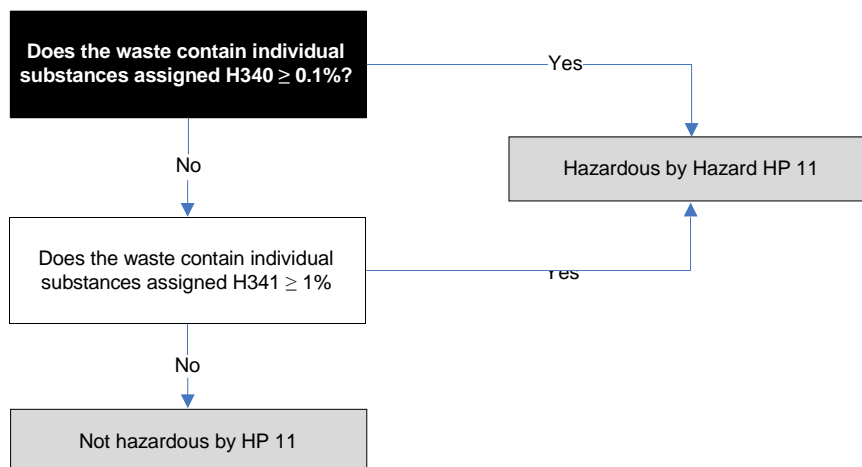 Does the waste contain individual
substances assigned H340 ≥ 0.1%?
Yes
No
Hazardous by Hazard HP 11
Does the waste contain individual
substances assigned H341 ≥ 1%
Yes
No
Not hazardous by HP 11